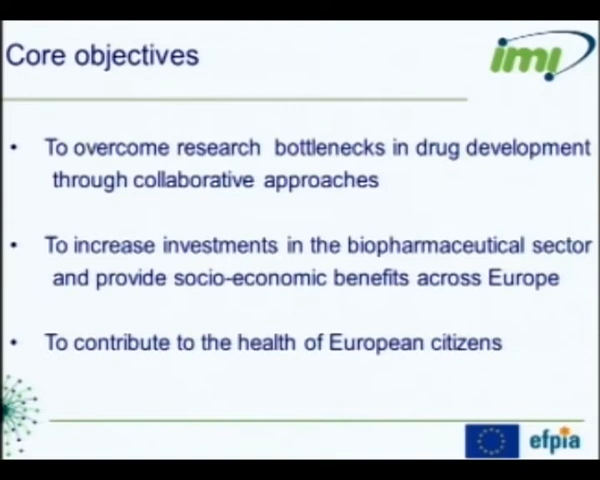 Core objectives
imi
• To overcome research bottlenecks in drug development
through collaborative approaches
• To increase investments in the biopharmaceutical sector
and provide socio-economic benefits across Europe
• To contribute to the health of European citizens
efpia